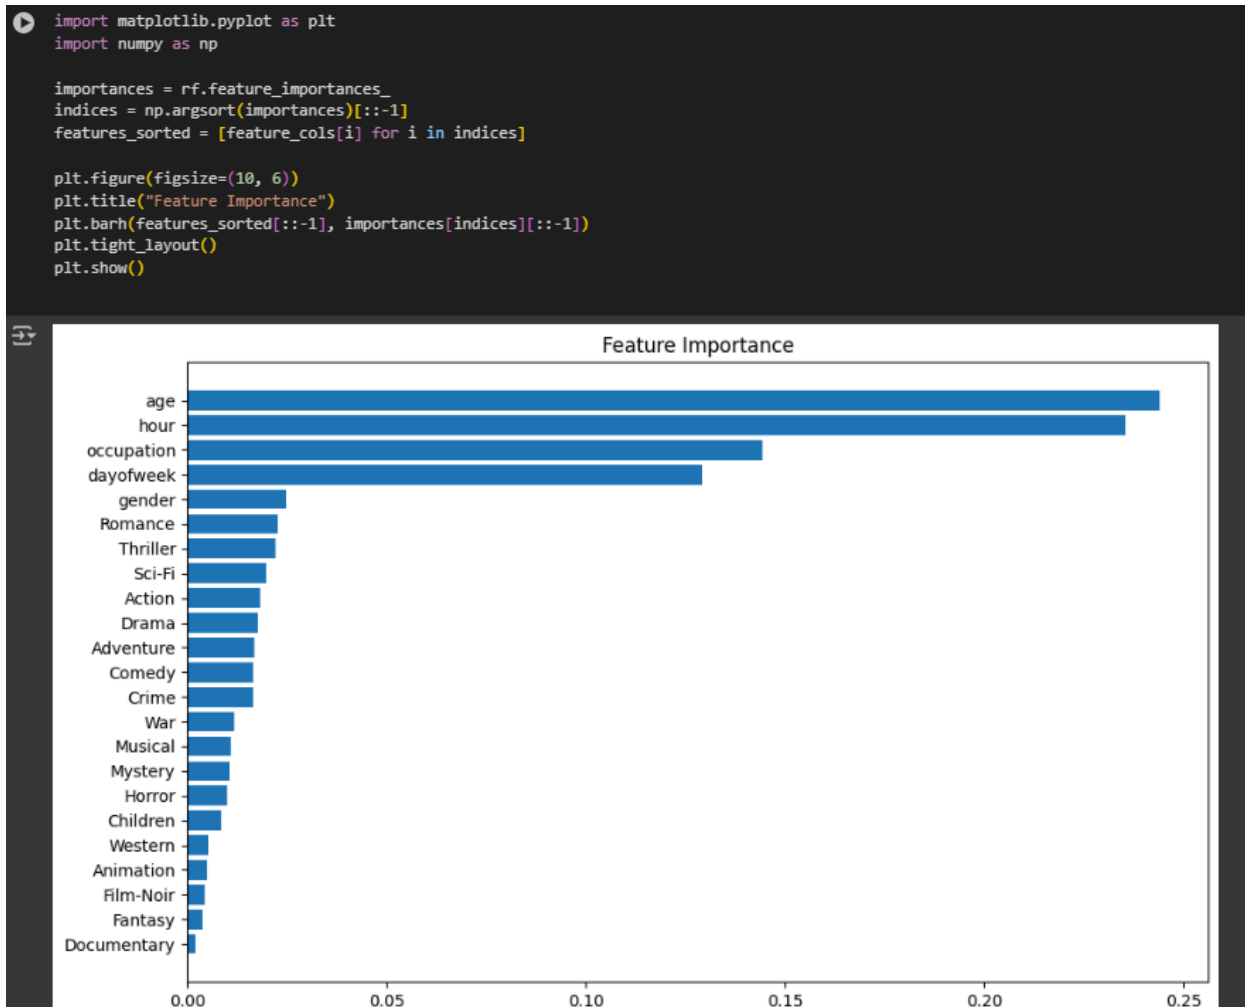 import matplotlib.pyplot as plt
import numpy as np
importances = rf.feature_importances_
indices = np.argsort(importances)[::-1]
features_sorted = [feature_cols[i] for i in indices]
plt.figure(figsize=(10, 6))
plt.title("Feature Importance")
plt.barh(features_sorted[::-1], importances[indices][::-1])
plt.tight_layout()
plt.show()
Feature Importance
age
hour
occupation
dayofweek
gender
Romance
Thriller
Sci-Fi
Action
Drama
Adventure
Comedy
Crime
War
Musical
Mystery
Horror
Children
Western
Animation
Film-Noir
Fantasy
Documentary
0.00 0.05 0.10 0.15 0.20 0.25